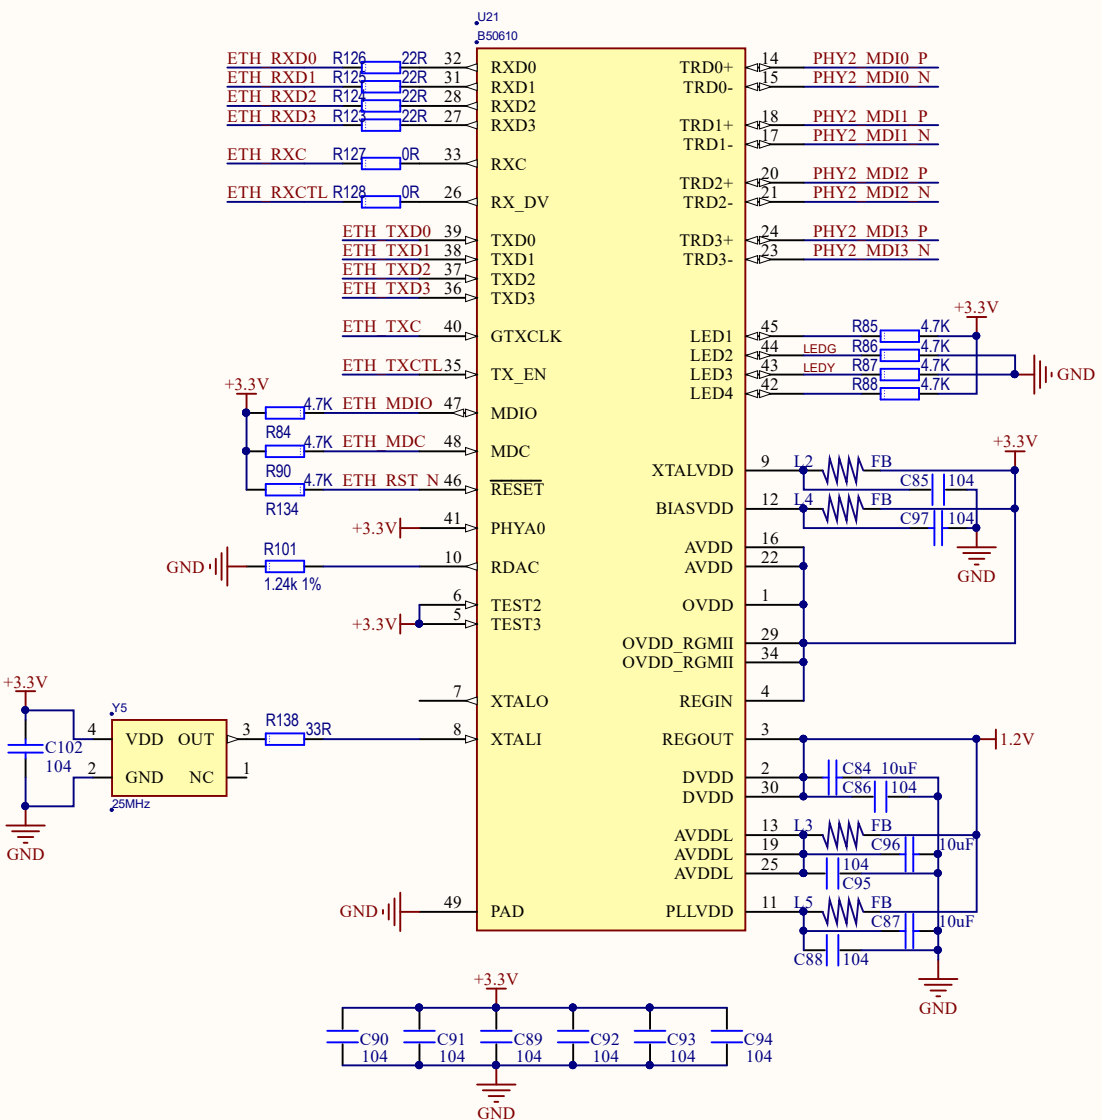 U21
B50610
ETH_RXD0 R126 22R 32 RXD0 TRD0+ 14 PHY2_MDI0_P
ETH_RXD1 R125 22R 31 RXD1 TRD0- 15 PHY2_MDI0_N
ETH_RXD2 R124 22R 28 RXD2
ETH_RXD3 R123 22R 27 RXD3 TRD1+ 18 PHY2_MDI1_P
TRD1- 17 PHY2_MDI1_N
ETH_RXC R127 0R 33 RXC
TRD2+ 20 PHY2_MDI2_P
ETH_RXCTL R128 0R 26 RX_DV TRD2- 21 PHY2_MDI2_N
ETH_TXD0 39 TXD0 TRD3+ 24 PHY2_MDI3_P
ETH_TXD1 38 TXD1 TRD3- 23 PHY2_MDI3_N
ETH_TXD2 37 TXD2
ETH_TXD3 36 TXD3
+3.3V
ETH_TXC 40 GTXCLK LED1 45 R85 4.7K
LED2 44 LEDG R86 4.7K
ETH_TXCTL 35 TX_EN LED3 43 LEDY R87 4.7K GND
+3.3V
LED4 42 R88 4.7K
4.7K ETH_MDIO 47 MDIO
R84
+3.3V
4.7K ETH_MDC 48 MDC
R90
XTALVDD 9 L2 FB
4.7K ETH_RST_N 46 RESET
C85 104
R134
BIASVDD 12 L4 FB
+3.3V 41 PHYA0
C97 104
R101
AVDD 16
GND 10 RDAC AVDD 22
GND
1.24k 1%
6 TEST2 OVDD 1
+3.3V 5 TEST3
OVDD_RGMII 29
OVDD_RGMII 34
+3.3V
7 XTALO REGIN 4
Y5
R138 33R
4 VDD OUT 3 8 XTALI REGOUT 3 1.2V
C102
104
2 GND NC 1 DVDD 2 C84 10uF
DVDD 30 C86 104
25MHz
AVDDL 13 L3 FB
GND
AVDDL 19 C96 10uF
AVDDL 25 104
C95
GND 49 PAD PLLVDD 11 L5 FB
C87 10uF
C88 104
+3.3V
GND
C90 C91 C89 C92 C93 C94
104 104 104 104 104 104
GND